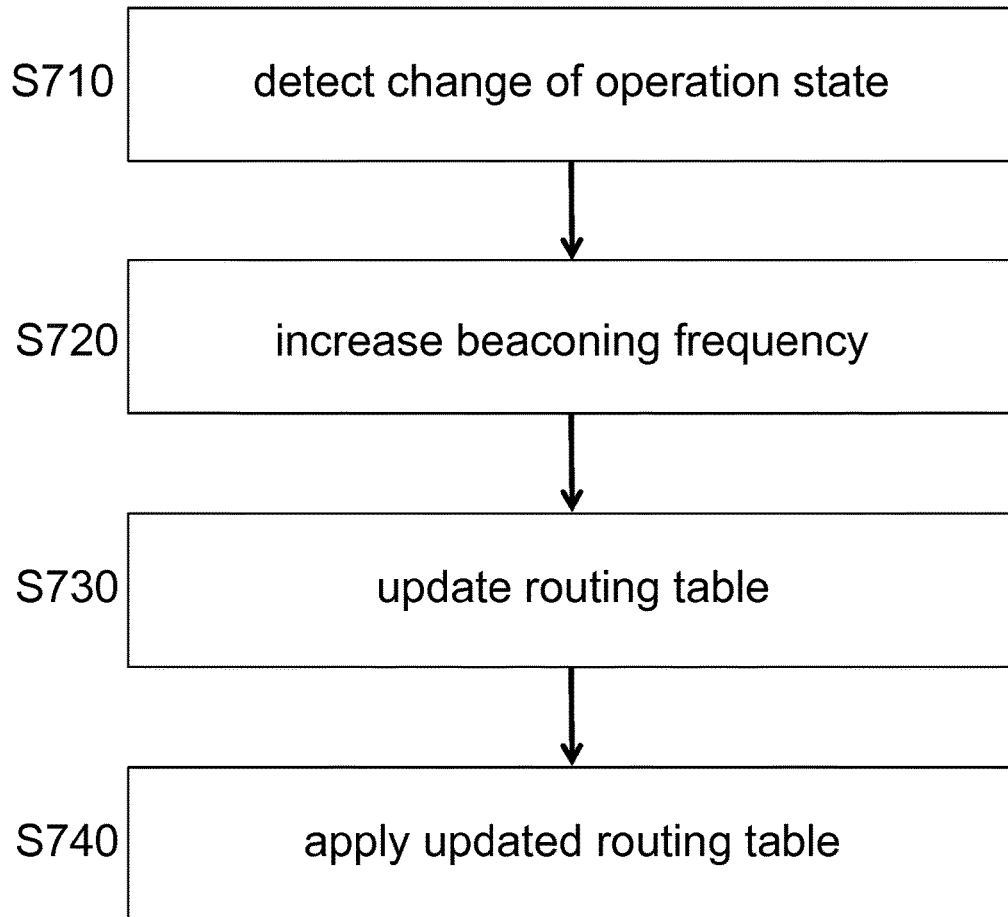 S710 detect change of operation state
S720 increase beaconing frequency
S730 update routing table
S740 apply updated routing table